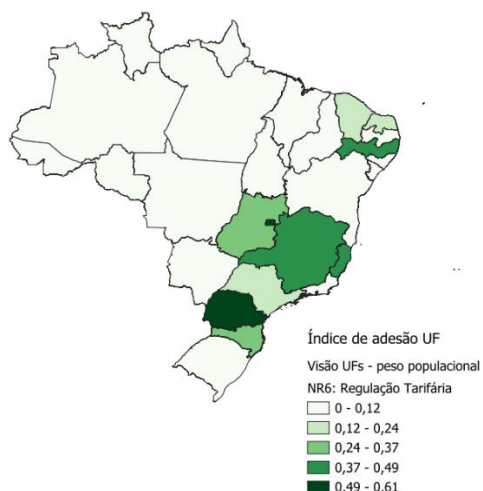 Índice de adesão UF
Visão UFs - peso populacional
NR6: Regulação Tarifária
0 - 0,12
0,12 - 0,24
0,24 - 0,37
0,37 - 0,49
0,49 - 0,61